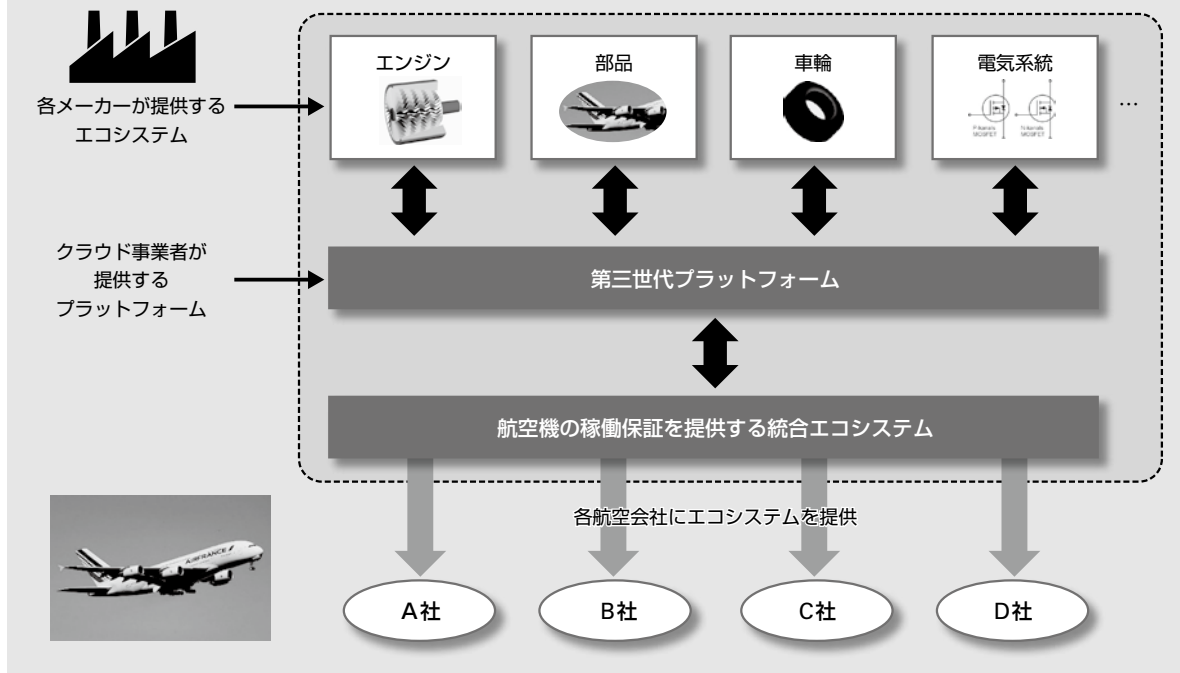 エンジン
部品
車輪
電気系統
各メーカーが提供する
エコシステム
…
P-kanals
MOSFET
N-kanals
MOSFET
クラウド事業者が
提供する
プラットフォーム
第三世代プラットフォーム
航空機の稼働保証を提供する統合エコシステム
各航空会社にエコシステムを提供
AIRFRANCE
A社
B社
C社
D社